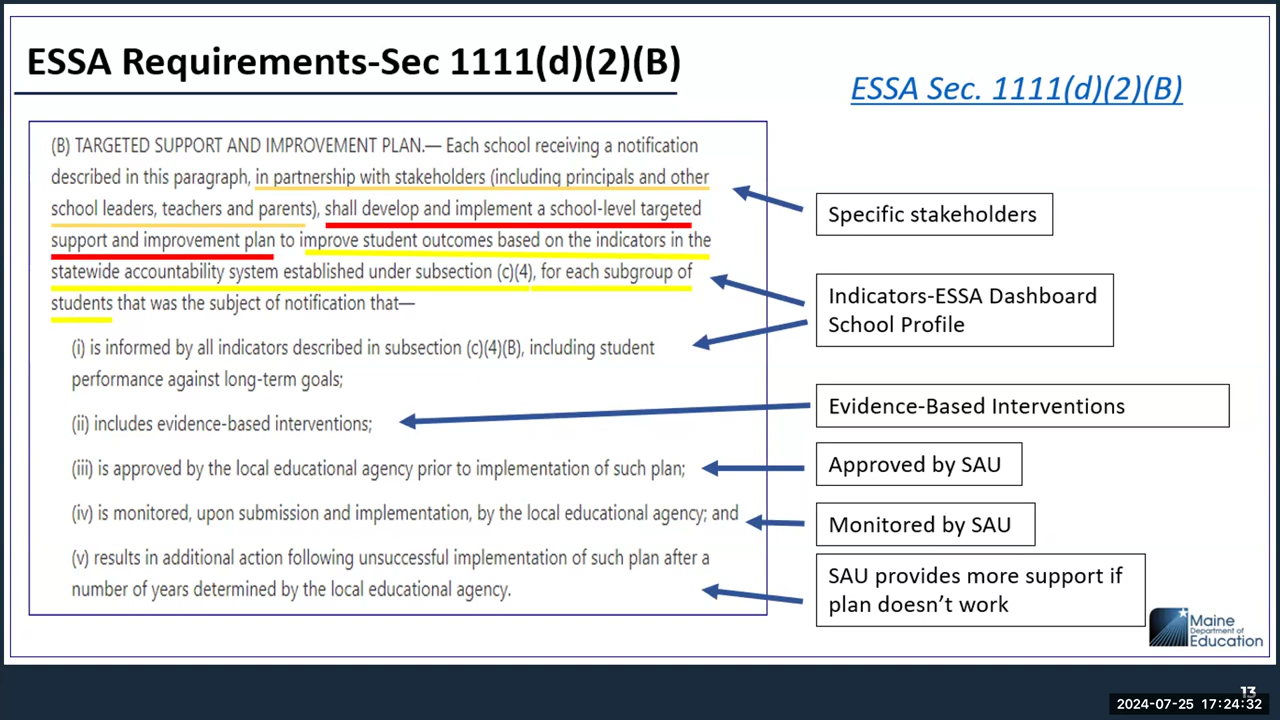 ESSA Requirements-Sec 1111(d)(2)(B)
ESSA Sec. 1111(d)(2)(B)
(B) TARGETED SUPPORT AND IMPROVEMENT PLAN.— Each school receiving a notification
described in this paragraph, in partnership with stakeholders (including principals and other
school leaders, teachers and parents), shall develop and implement a school-level targeted
support and improvement plan to improve student outcomes based on the indicators in the
statewide accountability system established under subsection (c)(4), for each subgroup of
students that was the subject of notification that—
(i) is informed by all indicators described in subsection (c)(4)(B), including student
performance against long-term goals;
(ii) includes evidence-based interventions;
(iii) is approved by the local educational agency prior to implementation of such plan;
(iv) is monitored, upon submission and implementation, by the local educational agency; and
(v) results in additional action following unsuccessful implementation of such plan after a
number of years determined by the local educational agency.
Specific stakeholders
Indicators-ESSA Dashboard
School Profile
Evidence-Based Interventions
Approved by SAU
Monitored by SAU
SAU provides more support if
plan doesn't work
Maine
Department of
Education
13
2024-07-25 17:24:32